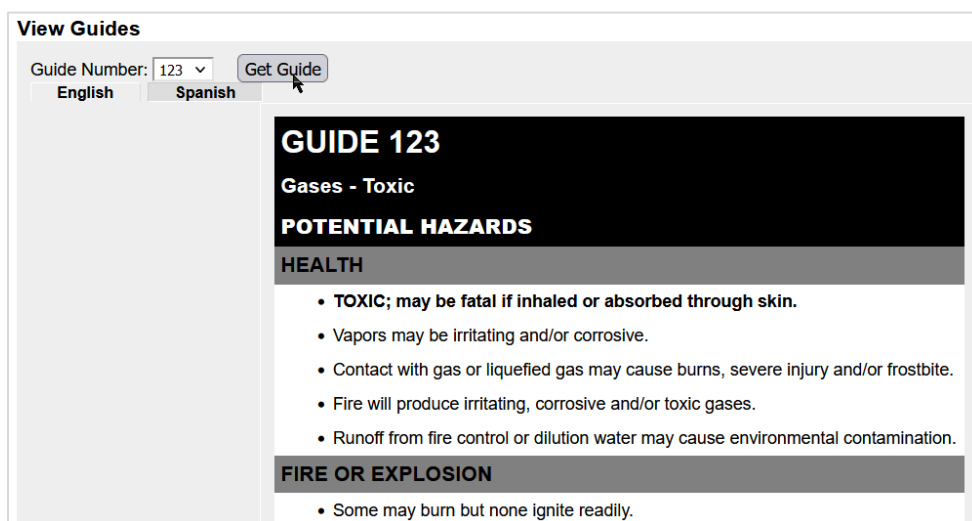 View Guides
Guide Number: 123 Get Guide
English Spanish
GUIDE 123
Gases - Toxic
POTENTIAL HAZARDS
HEALTH
• TOXIC; may be fatal if inhaled or absorbed through skin.
• Vapors may be irritating and/or corrosive.
• Contact with gas or liquefied gas may cause burns, severe injury and/or frostbite.
• Fire will produce irritating, corrosive and/or toxic gases.
• Runoff from fire control or dilution water may cause environmental contamination.
FIRE OR EXPLOSION
• Some may burn but none ignite readily.